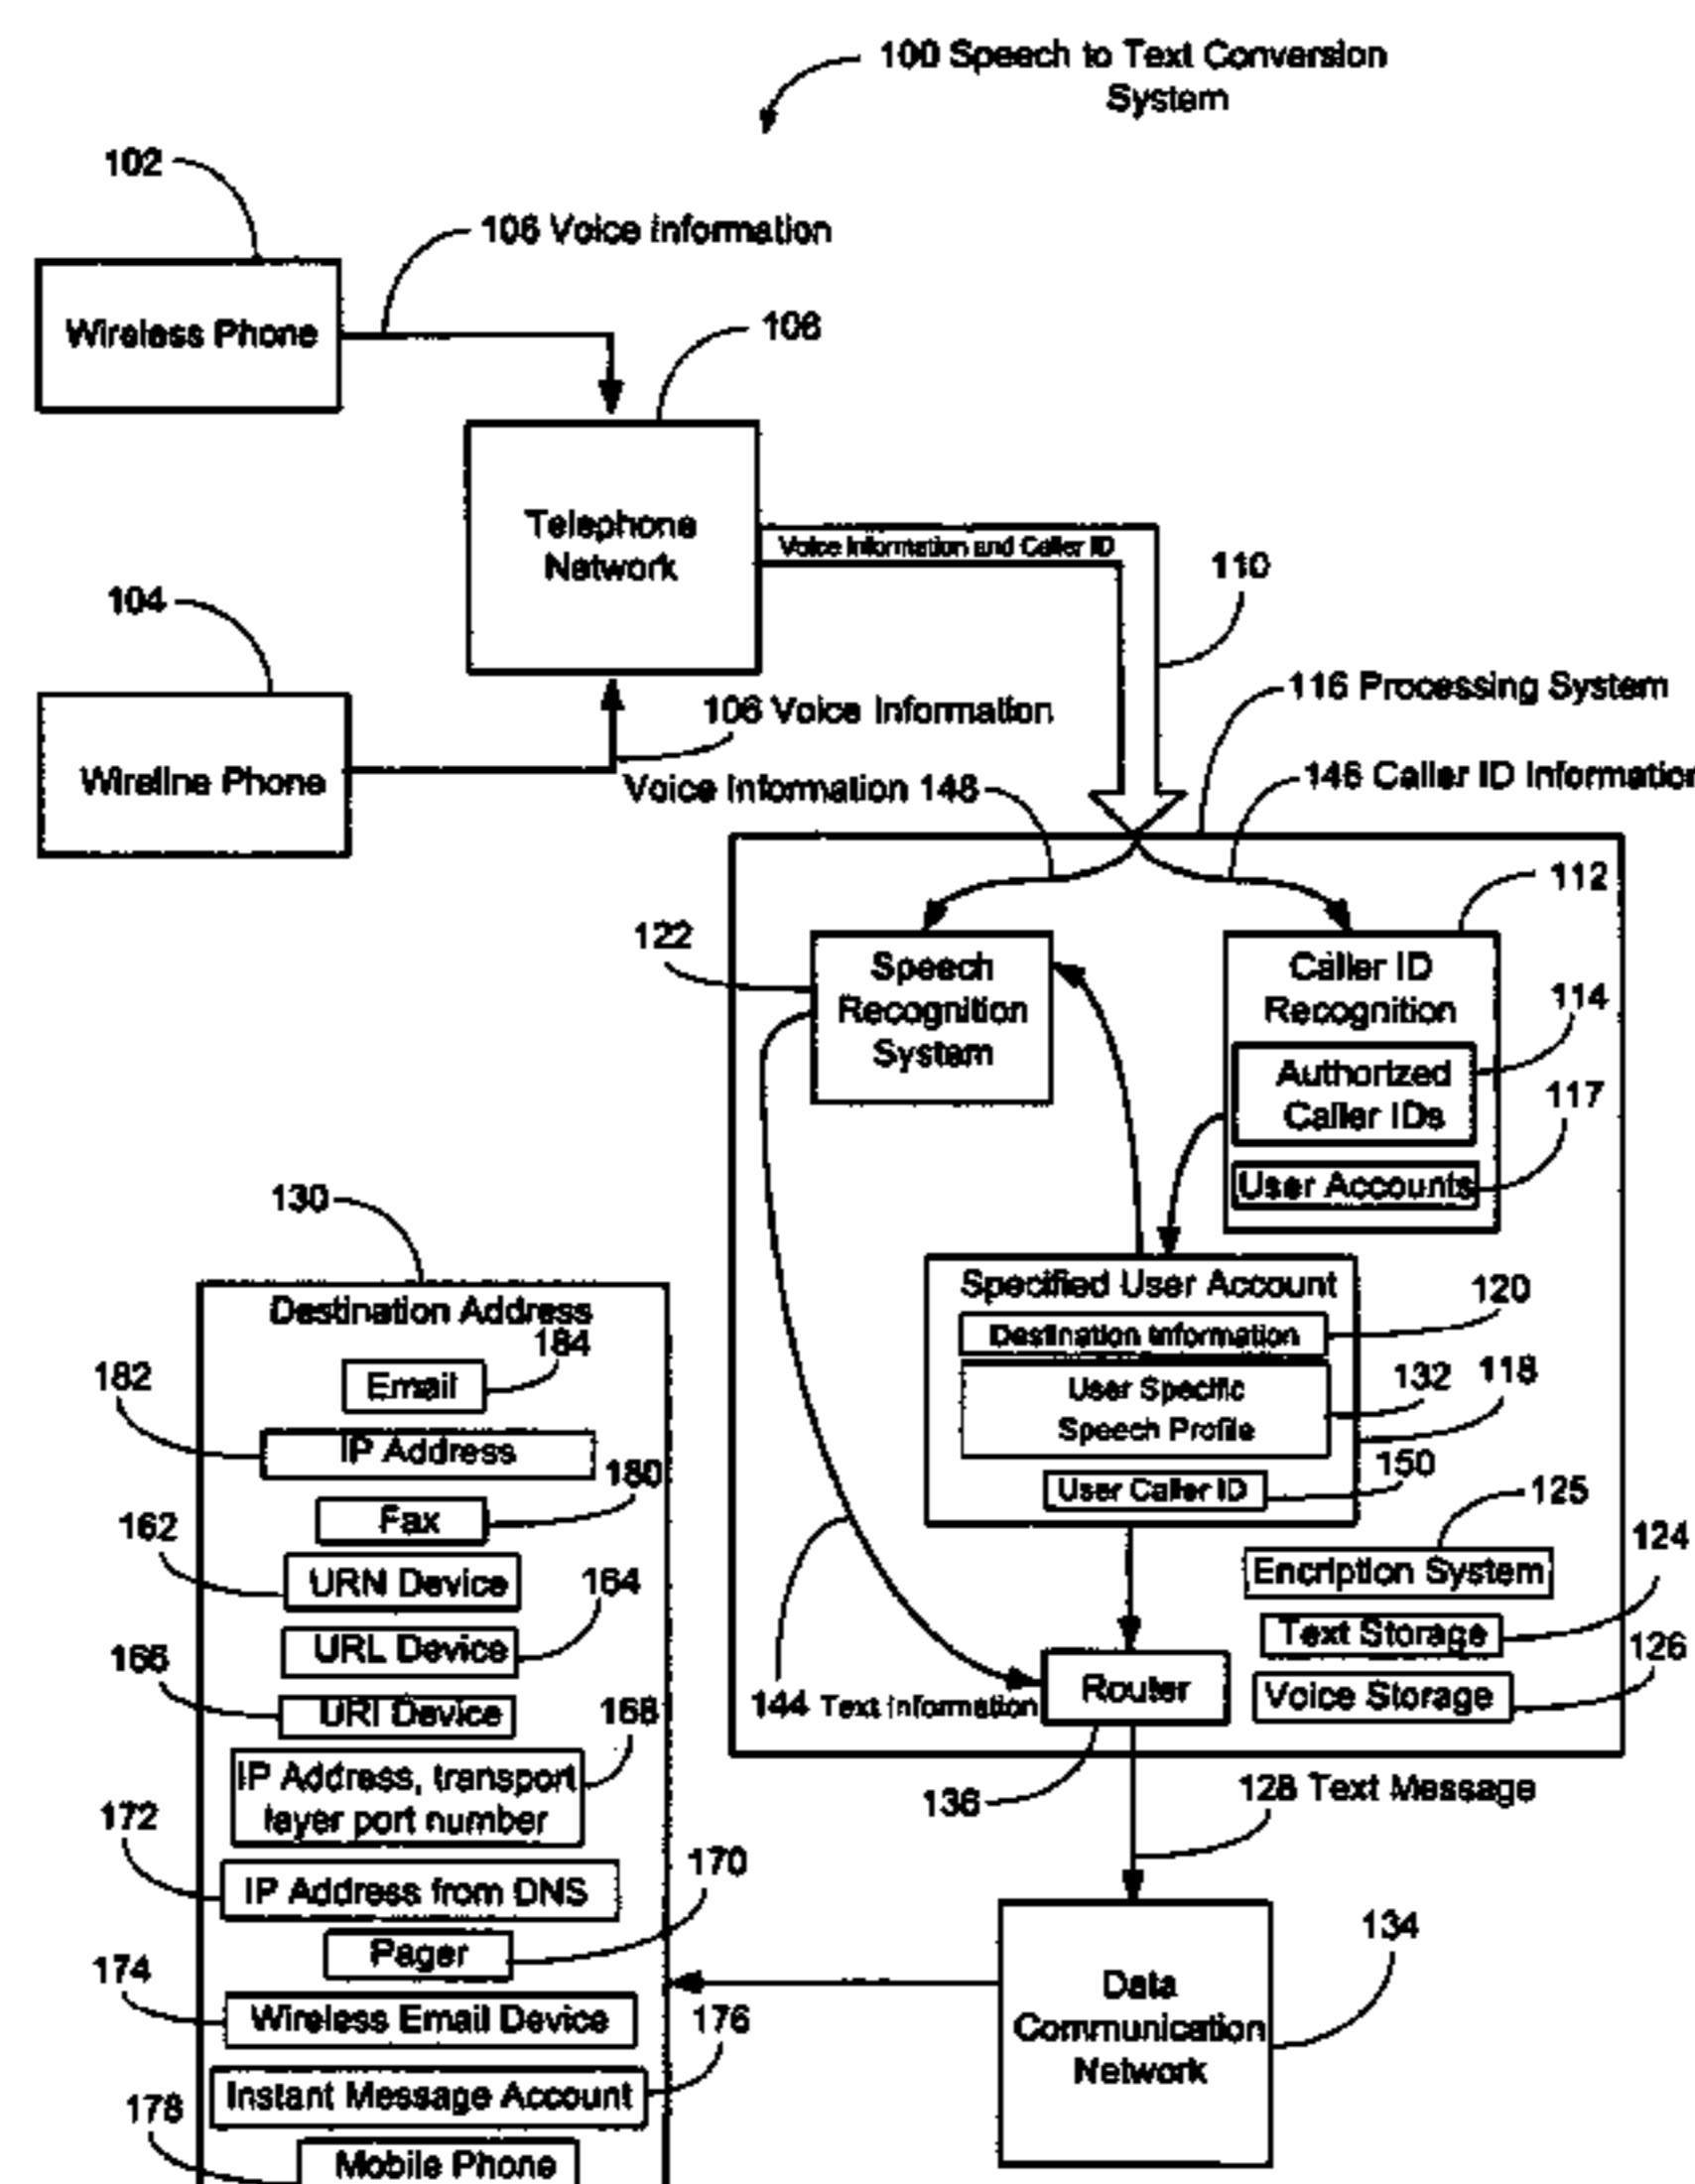 100 Speech to Text Conversion
System
102
106 Voice Information
Wireless Phone
108
Telephone
Network
Voice Information and Caller ID
110
104
Wireline Phone
106 Voice Information
116 Processing System
Voice Information 148
146 Caller ID Information
112
122
Speech
Recognition
System
Caller ID
Recognition
114
Authorized
Caller IDs
117
User Accounts
130
Specified User Account
120
Destination Information
132
118
User Specific
Speech Profile
150
User Caller ID
125
Encription System
124
Text Storage
126
Voice Storage
144 Text Information
Router
136
128 Text Message
134
Data
Communication
Network
Destination Address
184
Email
182
IP Address
180
Fax
162
URN Device
164
URL Device
166
URI Device
168
IP Address, transport
layer port number
172
IP Address from DNS
170
Pager
174
Wireless Email Device
176
Instant Message Account
178
Mobile Phone